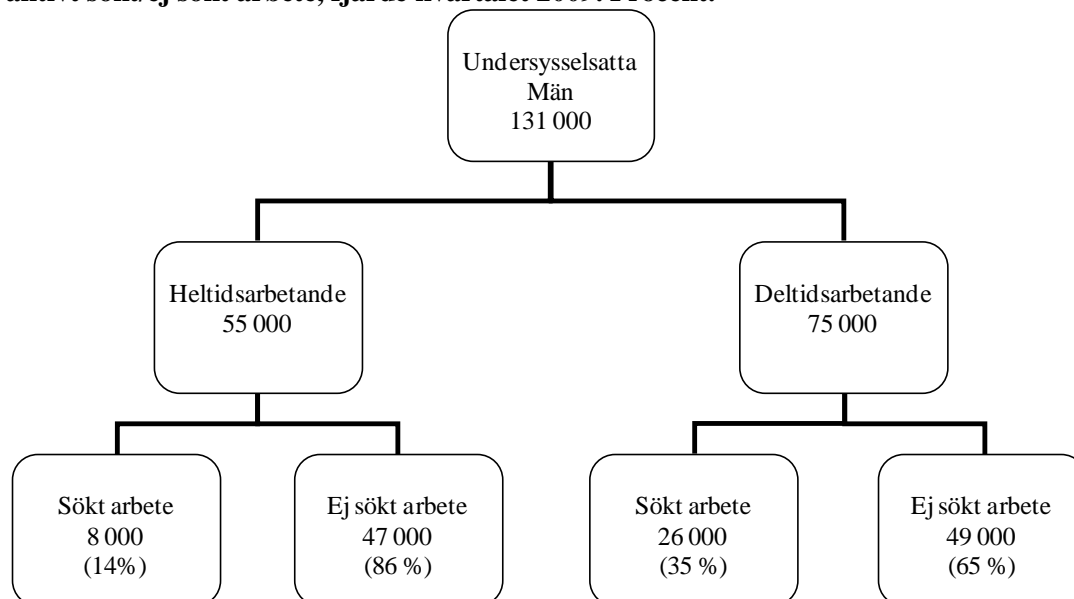 aktivt sökt/ej sökt arbete, fjärde kvartalet 2009. Procent.
Undersysselsatta
Män
131 000
Heltidsarbetande
55 000
Deltidsarbetande
75 000
Sökt arbete
8 000
(14%)
Ej sökt arbete
47 000
(86 %)
Sökt arbete
26 000
(35 %)
Ej sökt arbete
49 000
(65 %)